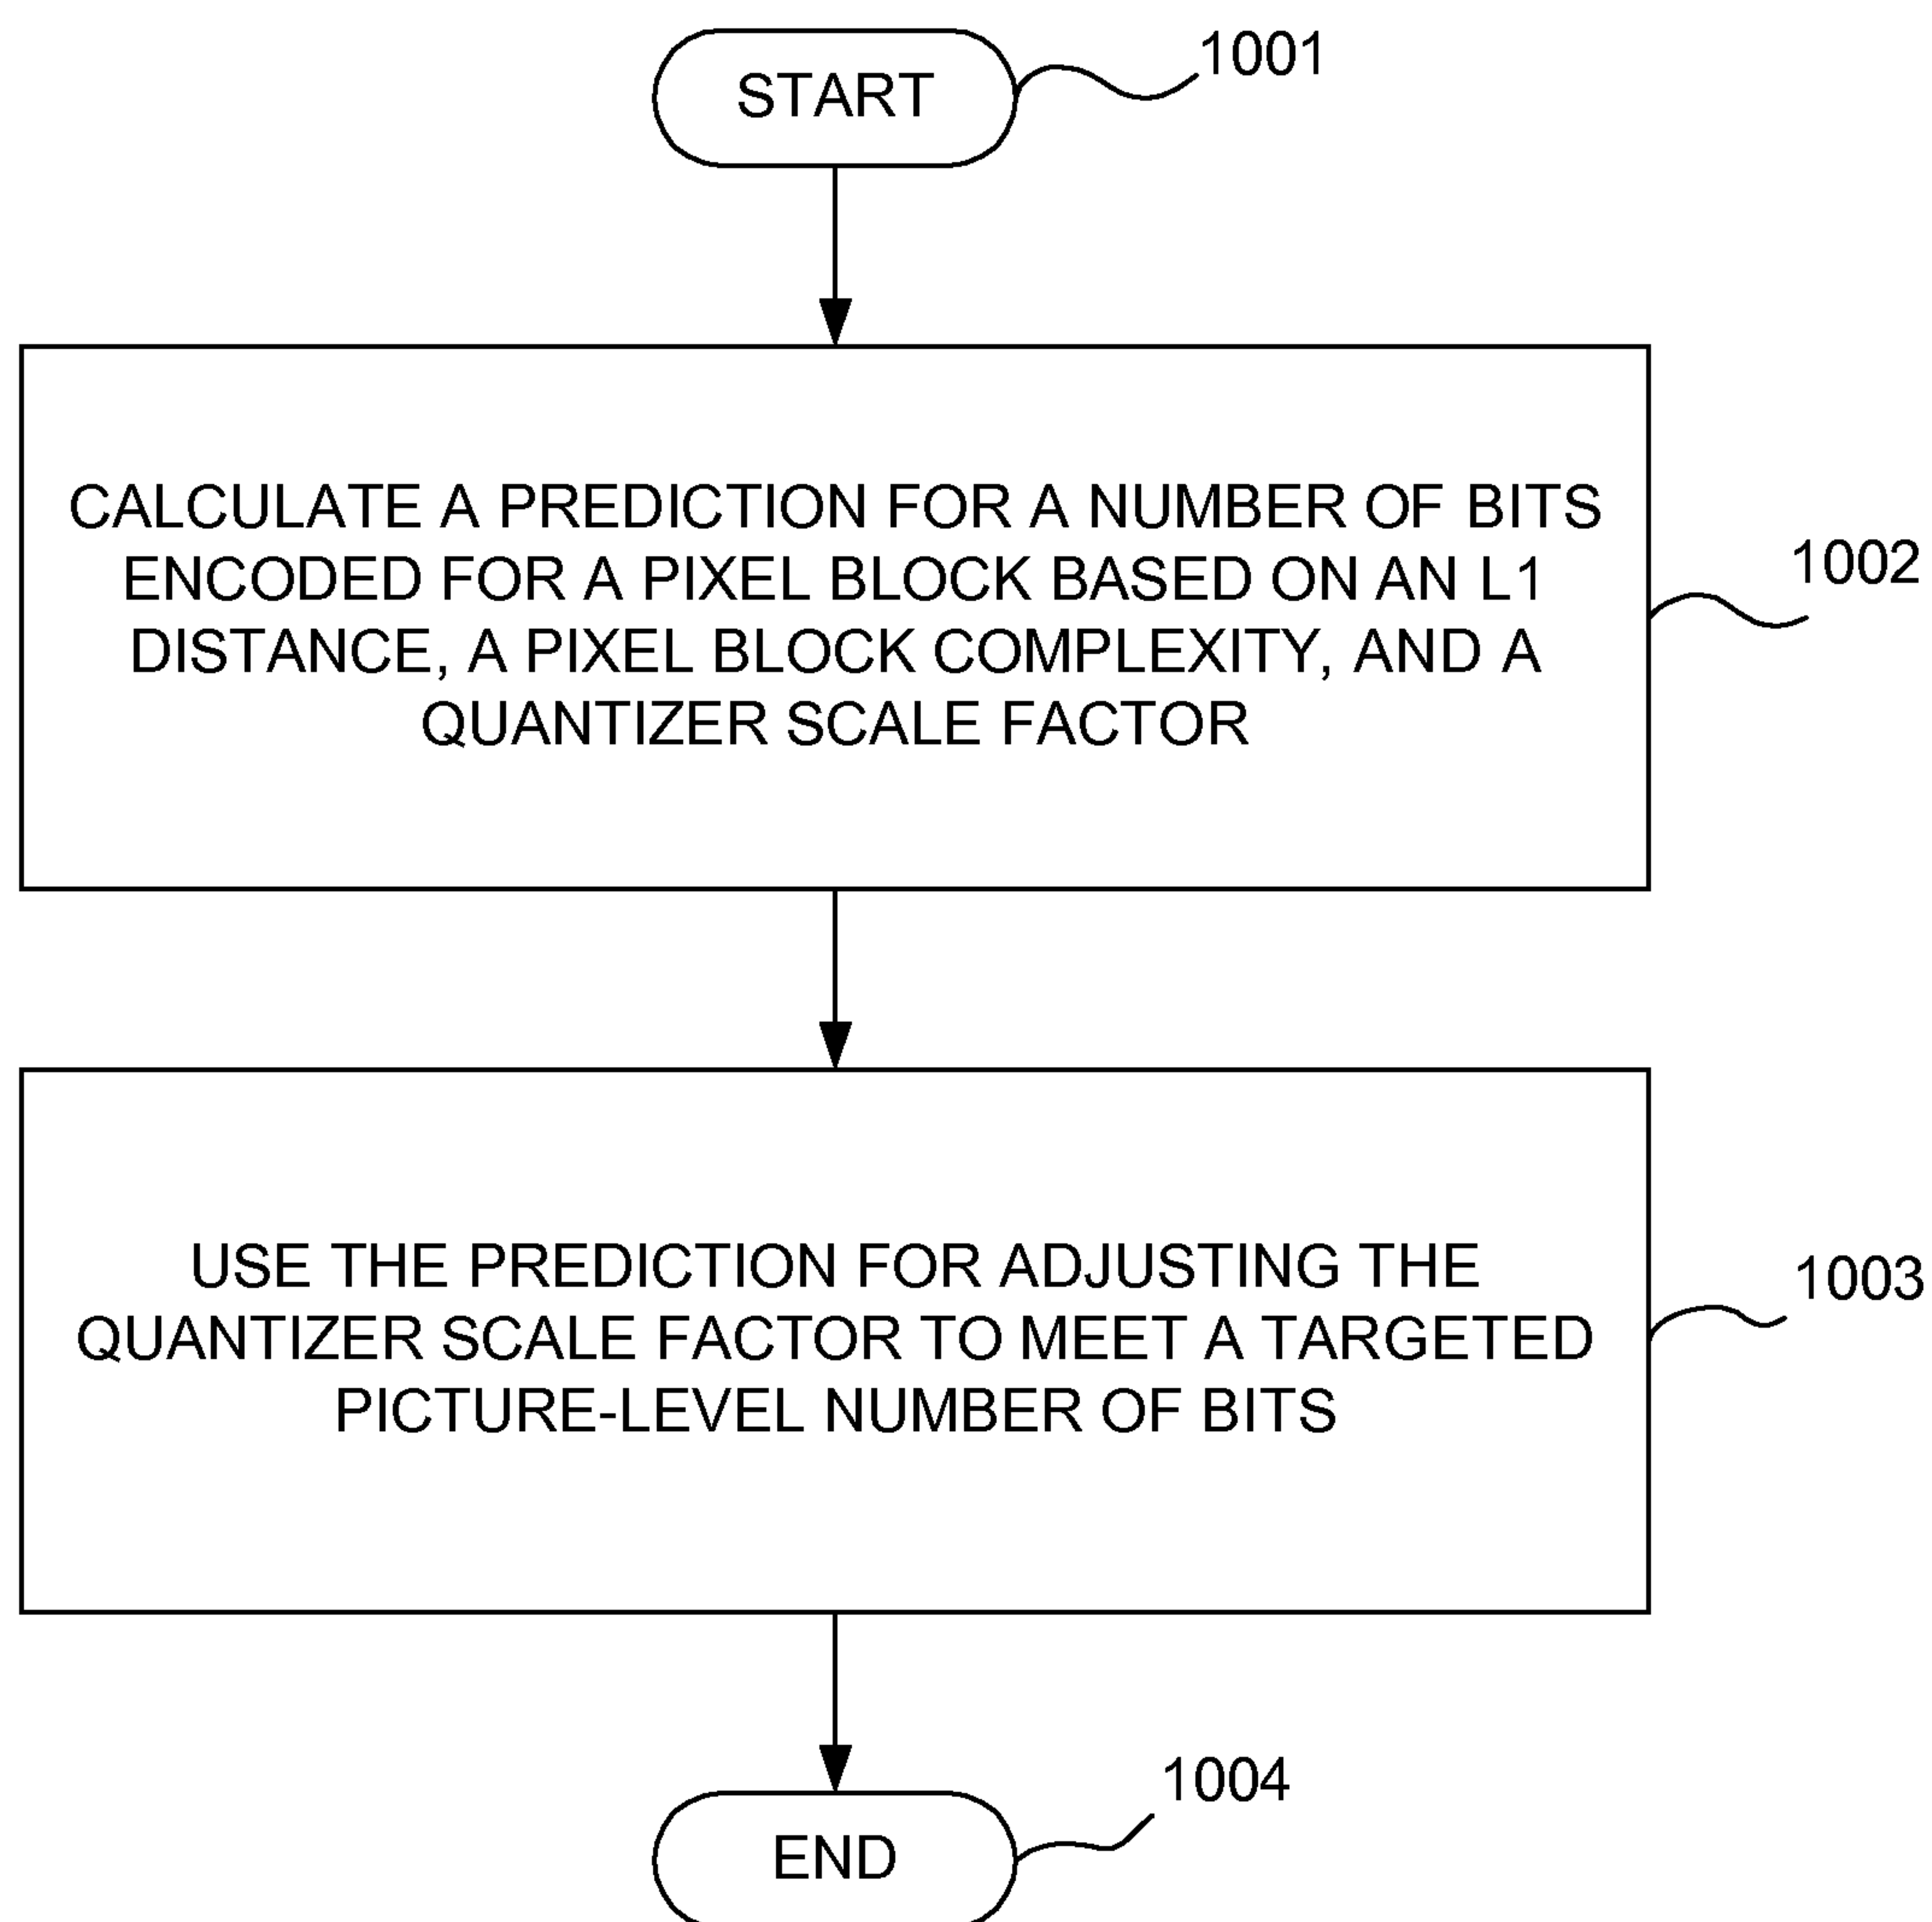 START
1001
CALCULATE A PREDICTION FOR A NUMBER OF BITS
ENCODED FOR A PIXEL BLOCK BASED ON AN L1
DISTANCE, A PIXEL BLOCK COMPLEXITY, AND A
QUANTIZER SCALE FACTOR
1002
USE THE PREDICTION FOR ADJUSTING THE
QUANTIZER SCALE FACTOR TO MEET A TARGETED
PICTURE-LEVEL NUMBER OF BITS
1003
END
1004